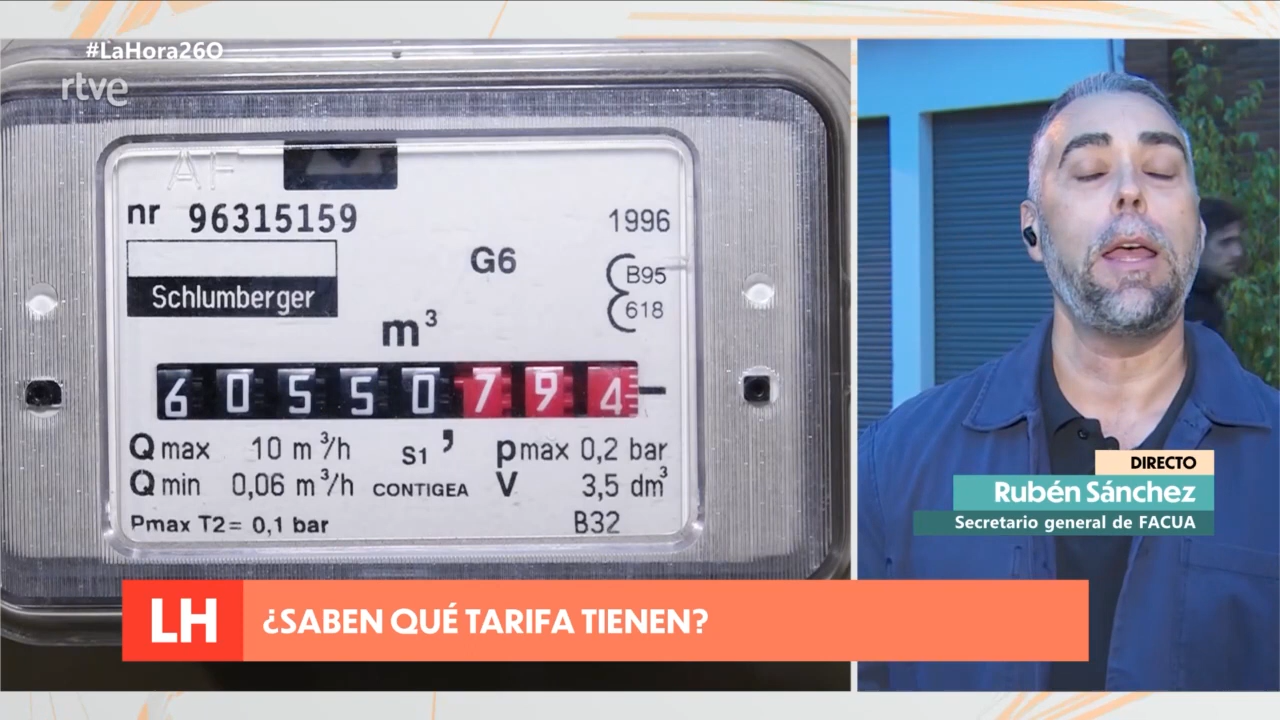 #LaHora26O
rtve
AF
nr 96315159
1996
G6
B95
618
Schlumberger
m³
60550794
Qmax 10 m³/h
S1
pmax 0,2 bar
Qmin 0,06 m³/h
CONTIGEA
V 3,5 dm³
Pmax T2= 0,1 bar
B32
DIRECTO
Rubén Sánchez
Secretario general de FACUA
LH
¿SABEN QUÉ TARIFA TIENEN?